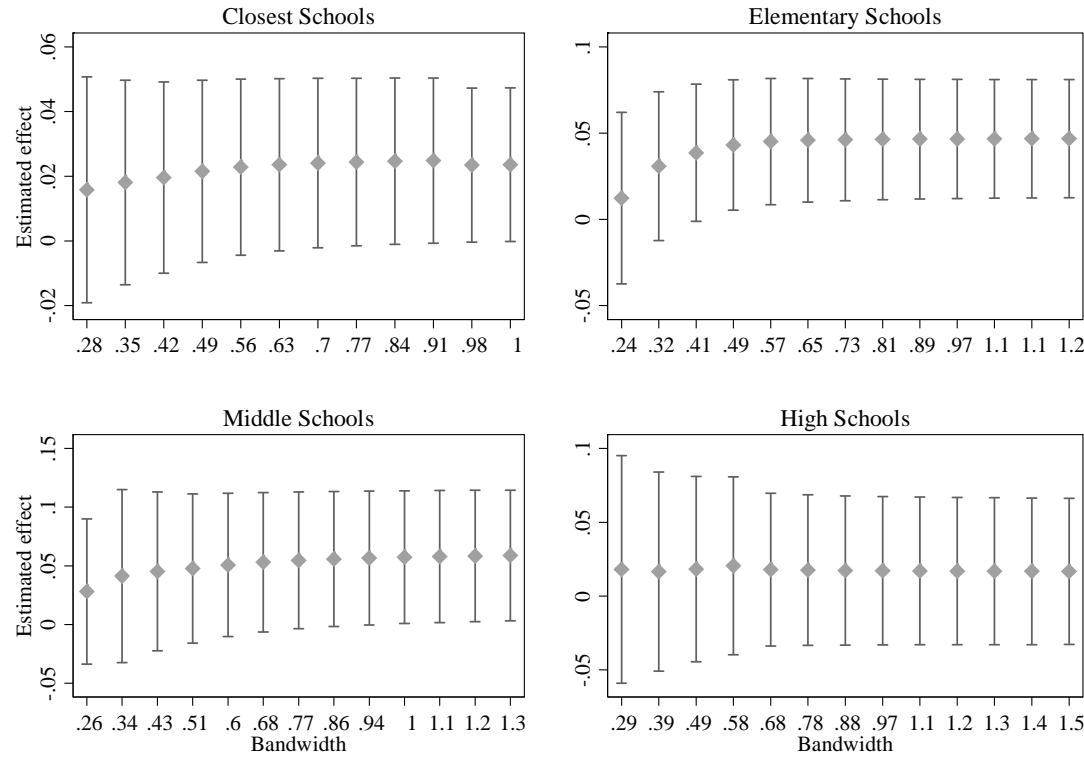 Closest Schools
Estimated effect
.06
.04
.02
0
-.02
.28 .35 .42 .49 .56 .63 .7 .77 .84 .91 .98 1
Elementary Schools
.1
.05
0
-.05
.24 .32 .41 .49 .57 .65 .73 .81 .89 .97 1.1 1.1 1.2
Middle Schools
Estimated effect
.15
.1
.05
0
-.05
.26 .34 .43 .51 .6 .68 .77 .86 .94 1 1.1 1.2 1.3
Bandwidth
High Schools
.1
.05
0
-.05
.29 .39 .49 .58 .68 .78 .88 .97 1.1 1.2 1.3 1.4 1.5
Bandwidth